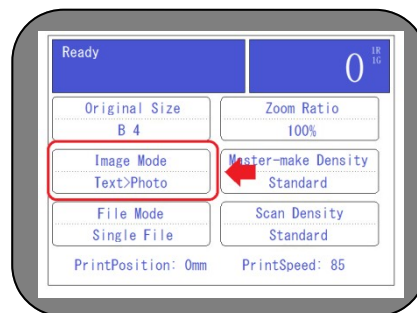 Ready
0 1R
1G
Original Size
B 4
Zoom Ratio
100%
Image Mode
Text>Photo
Master-make Density
Standard
File Mode
Single File
Scan Density
Standard
PrintPosition: 0mm PrintSpeed: 85